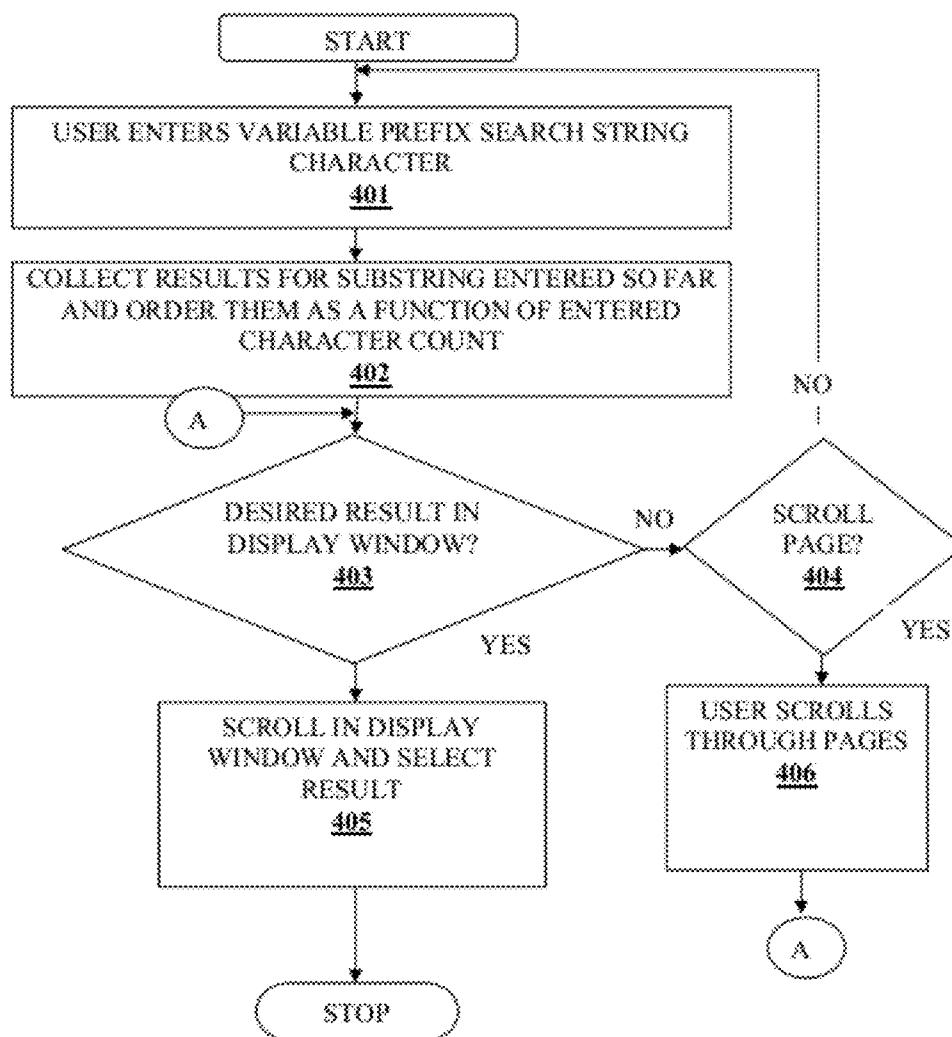 START
USER ENTERS VARIABLE PREFIX SEARCH STRING
CHARACTER
401
COLLECT RESULTS FOR SUBSTRING ENTERED SO FAR
AND ORDER THEM AS A FUNCTION OF ENTERED
CHARACTER COUNT
402
A
NO
DESIRED RESULT IN
DISPLAY WINDOW?
403
NO
SCROLL
PAGE?
404
YES
YES
SCROLL IN DISPLAY
WINDOW AND SELECT
RESULT
405
USER SCROLLS
THROUGH PAGES
406
A
STOP